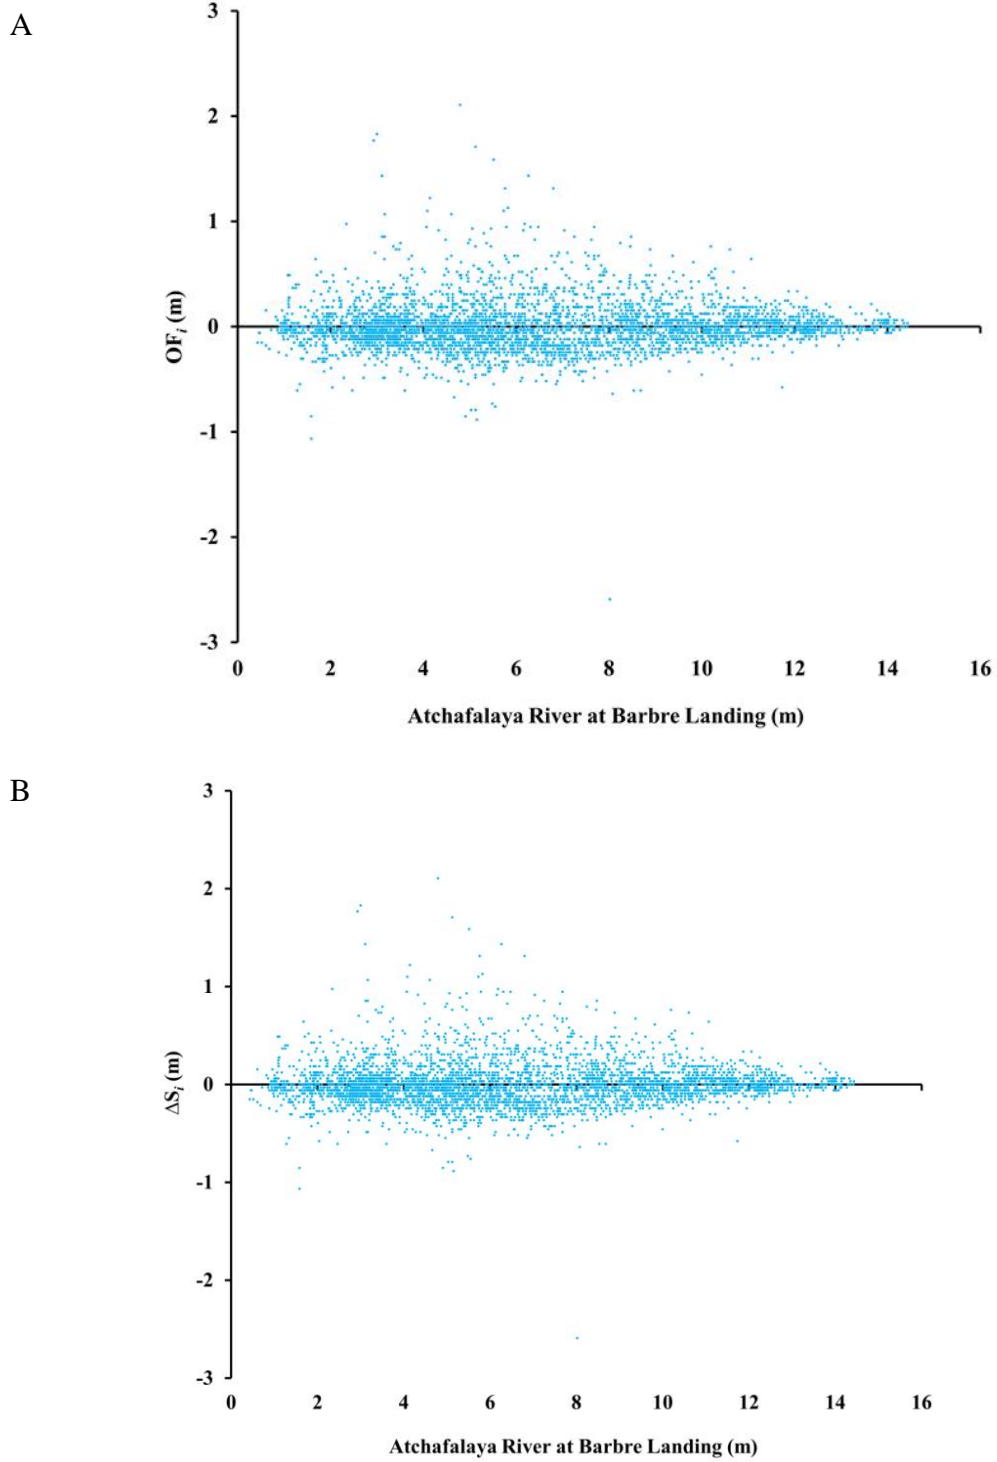 A
3
2
1
0
-1
-2
-3
OFi (m)
0 2 4 6 8 10 12 14 16
Atchafalaya River at Barbre Landing (m)
B
3
2
1
0
-1
-2
-3
ΔSi (m)
0 2 4 6 8 10 12 14 16
Atchafalaya River at Barbre Landing (m)